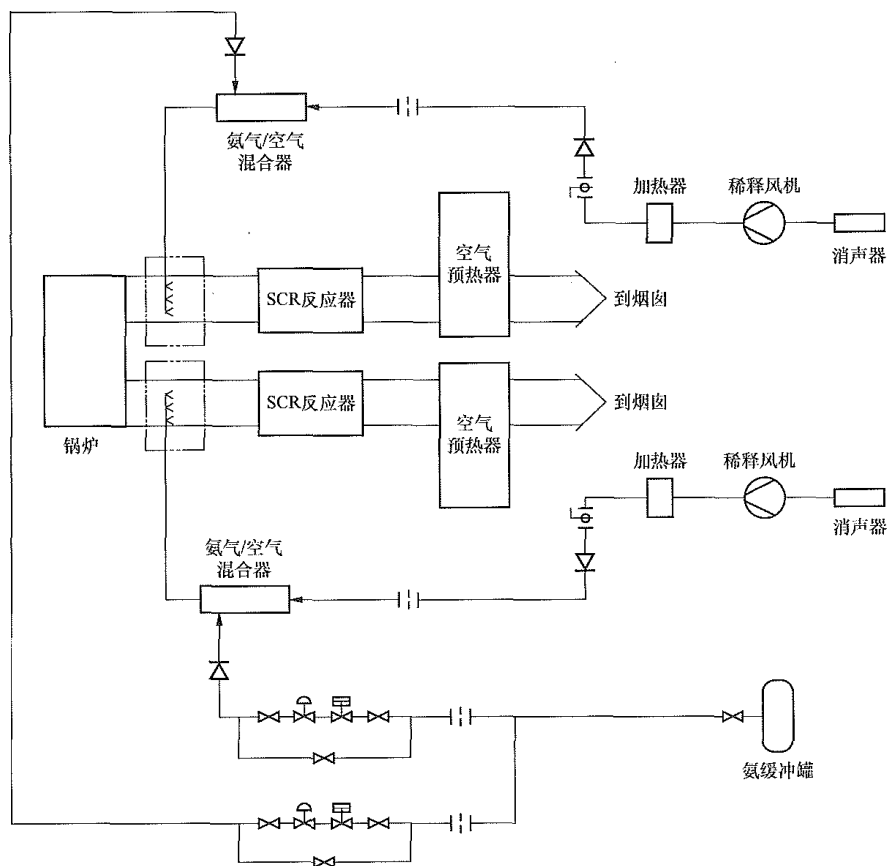 氨气/空气
混合器
加热器
稀释风机
消声器
空气
预热器
SCR反应器
到烟囱
SCR反应器
到烟囱
空气
预热器
锅炉
加热器
稀释风机
消声器
氨气/空气
混合器
氨缓冲罐